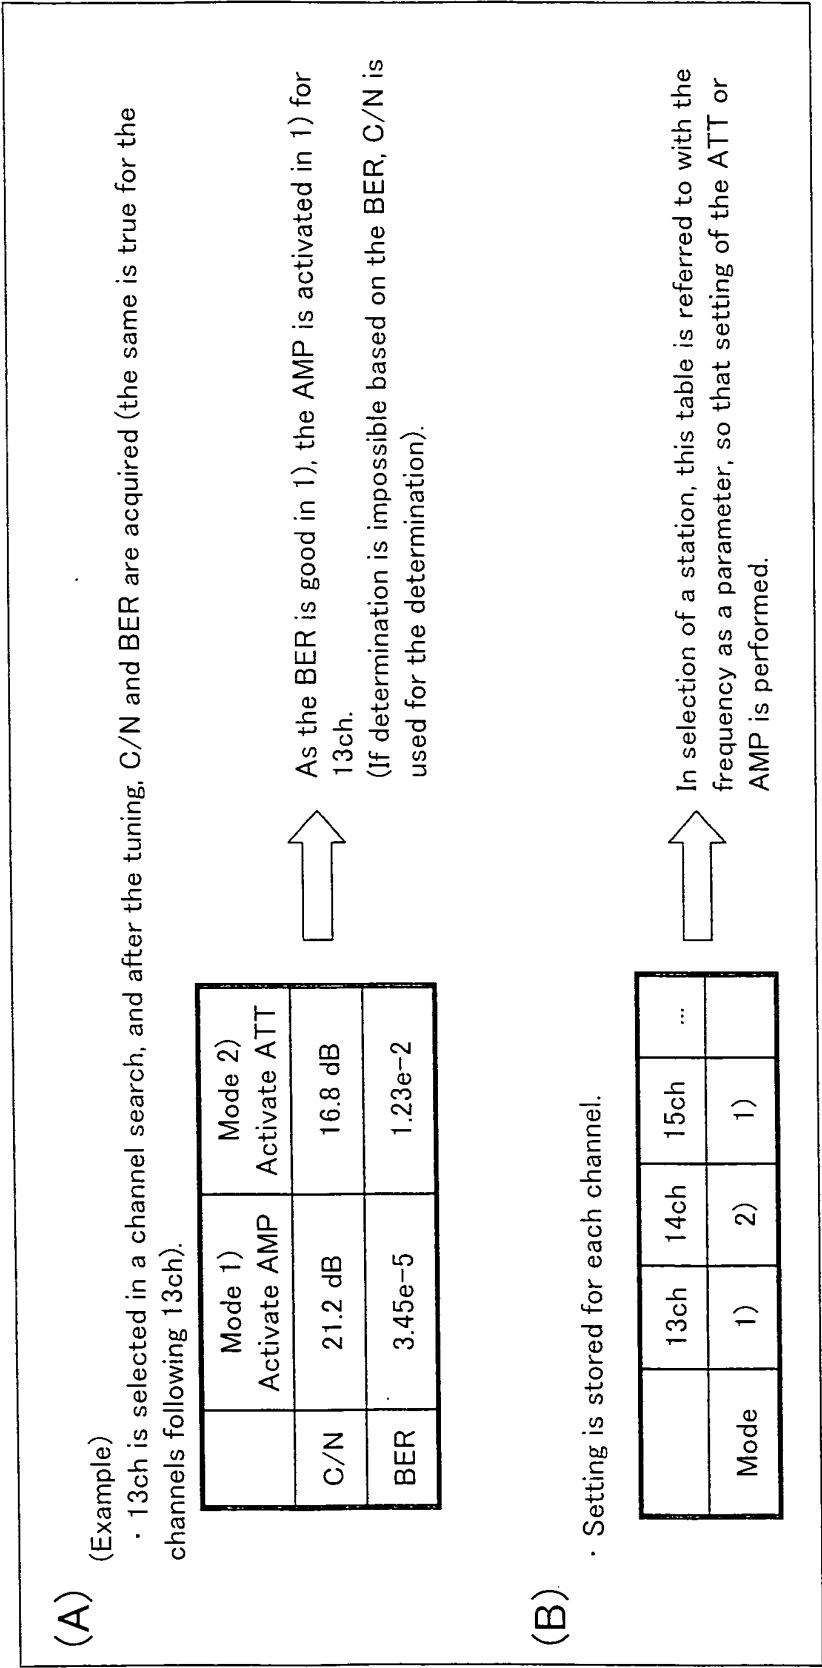 (A)
(Example)
・13ch is selected in a channel search, and after the tuning, C/N and BER are acquired (the same is true for the
channels following 13ch).
Mode 1)
Activate AMP
Mode 2)
Activate ATT
C/N 21.2 dB 16.8 dB
BER 3.45e-5 1.23e-2
As the BER is good in 1), the AMP is activated in 1) for
13ch.
(If determination is impossible based on the BER, C/N is
used for the determination).
(B)
・Setting is stored for each channel.
13ch 14ch 15ch ...
Mode 1) 2) 1)
In selection of a station, this table is referred to with the
frequency as a parameter, so that setting of the ATT or
AMP is performed.